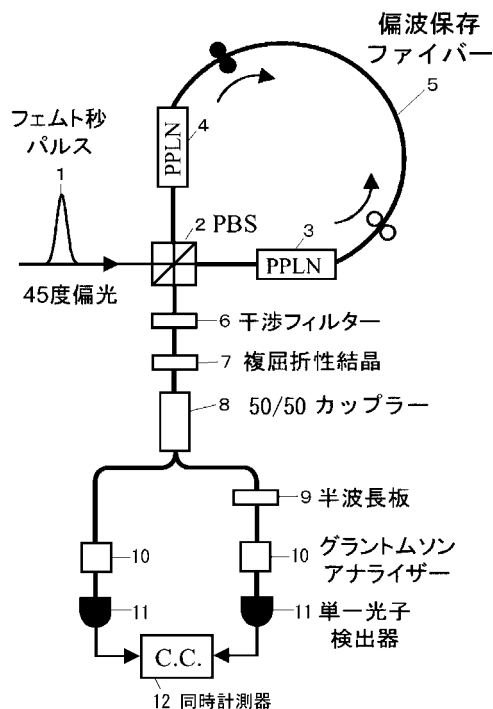 偏波保存
ファイバー
5
フェムト秒
パルス
1
4
PPLN
2 PBS
3
PPLN
45度偏光
6 干渉フィルター
7 複屈折性結晶
8 50/50 カップラー
9 半波長板
10
10 グラントムソン
アナライザー
11
11 単一光子
検出器
C.C.
12 同時計測器